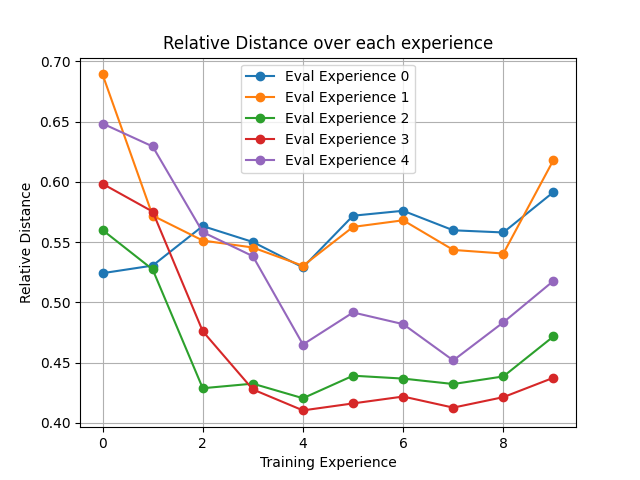 Relative Distance over each experience
Eval Experience 0
Eval Experience 1
Eval Experience 2
Eval Experience 3
Eval Experience 4
Relative Distance
0.70
0.65
0.60
0.55
0.50
0.45
0.40
0 2 4 6 8
Training Experience